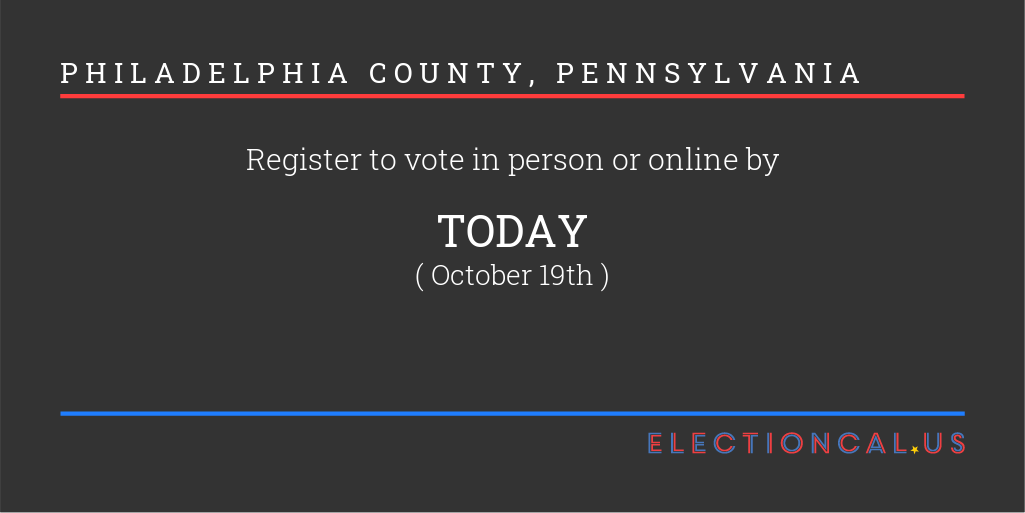 PHILADELPHIA COUNTY, PENNSYLVANIA
Register to vote in person or online by
TODAY
( October 19th )
ELECTIONCAL.US